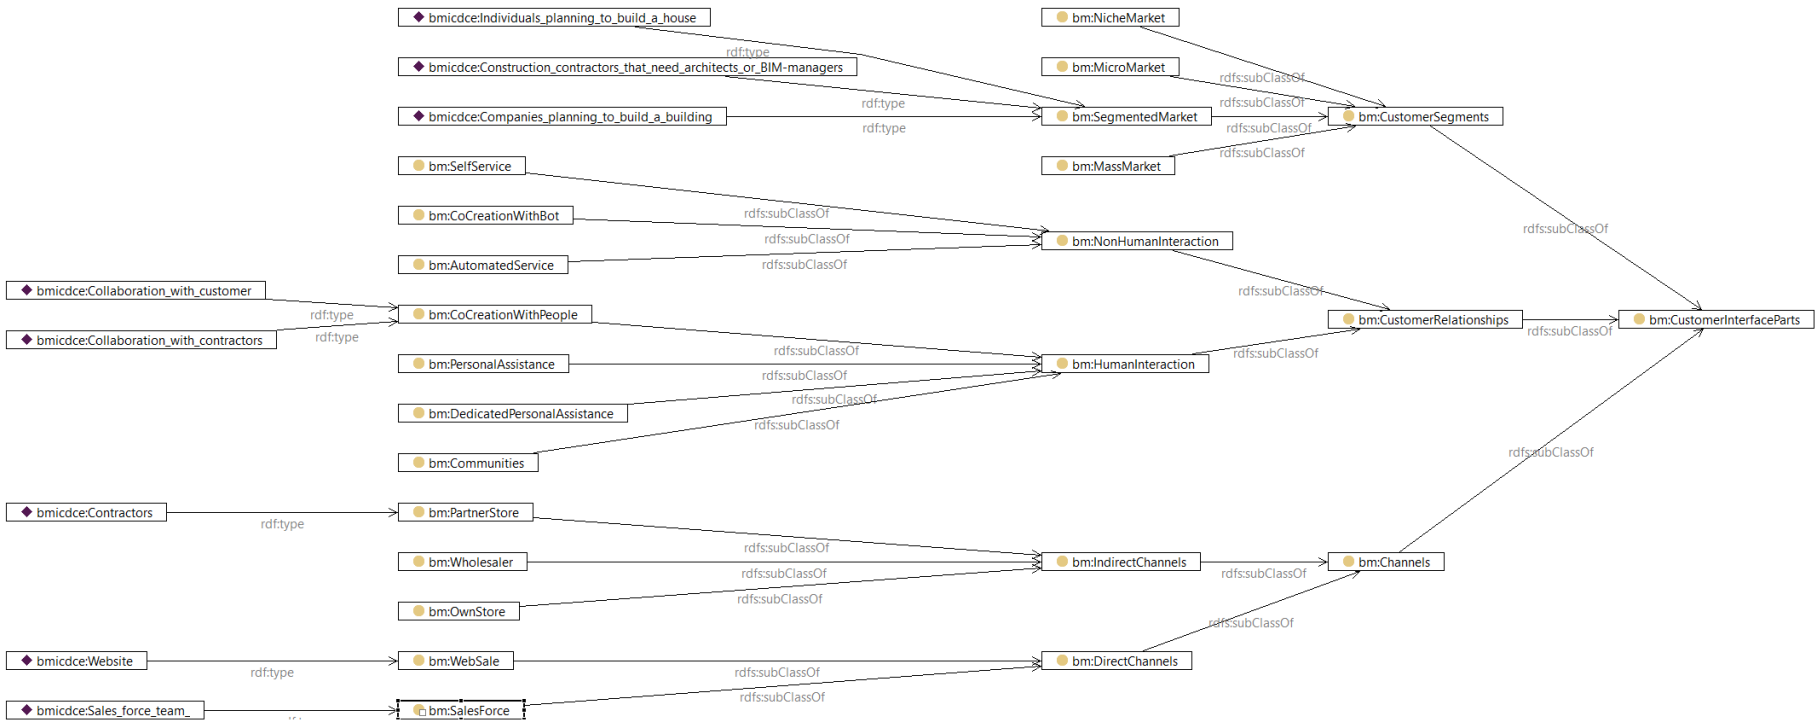 bmicdce:Individuals_planning_to_build_a_house
bm:NicheMarket
rdf:type
bmicdce:Construction_contractors_that_need_architects_or_BIM-managers
bm:MicroMarket
rdfs:subClassOf
rdf:type
rdfs:subClassOf
bmicdce:Companies_planning_to_build_a_building
bm:SegmentedMarket
bm:CustomerSegments
rdf:type
rdfs:subClassOf
rdfs:subClassOf
bm:SelfService
bm:MassMarket
bm:CoCreationWithBot
rdfs:subClassOf
rdfs:subClassOf
rdfs:subClassOf
bm:NonHumanInteraction
bm:AutomatedService
rdfs:subClassOf
bmicdce:Collaboration_with_customer
rdfs:subClassOf
rdf:type
bm:CoCreationWithPeople
bm:CustomerRelationships
bm:CustomerInterfaceParts
bmicdce:Collaboration_with_contractors
rdf:type
rdfs:subClassOf
rdfs:subClassOf
rdfs:subClassOf
bm:PersonalAssistance
bm:HumanInteraction
rdfs:subClassOf
rdfs:subClassOf
bm:DedicatedPersonalAssistance
rdfs:subClassOf
bm:Communities
rdfs:subClassOf
bmicdce:Contractors
bm:PartnerStore
rdf:type
rdfs:subClassOf
bm:Wholesaler
bm:IndirectChannels
bm:Channels
rdfs:subClassOf
rdfs:subClassOf
rdfs:subClassOf
bm:OwnStore
rdfs:subClassOf
bmicdce:Website
bm:WebSale
bm:DirectChannels
rdf:type
rdfs:subClassOf
rdfs:subClassOf
bmicdce:Sales_force_team_
bm:SalesForce